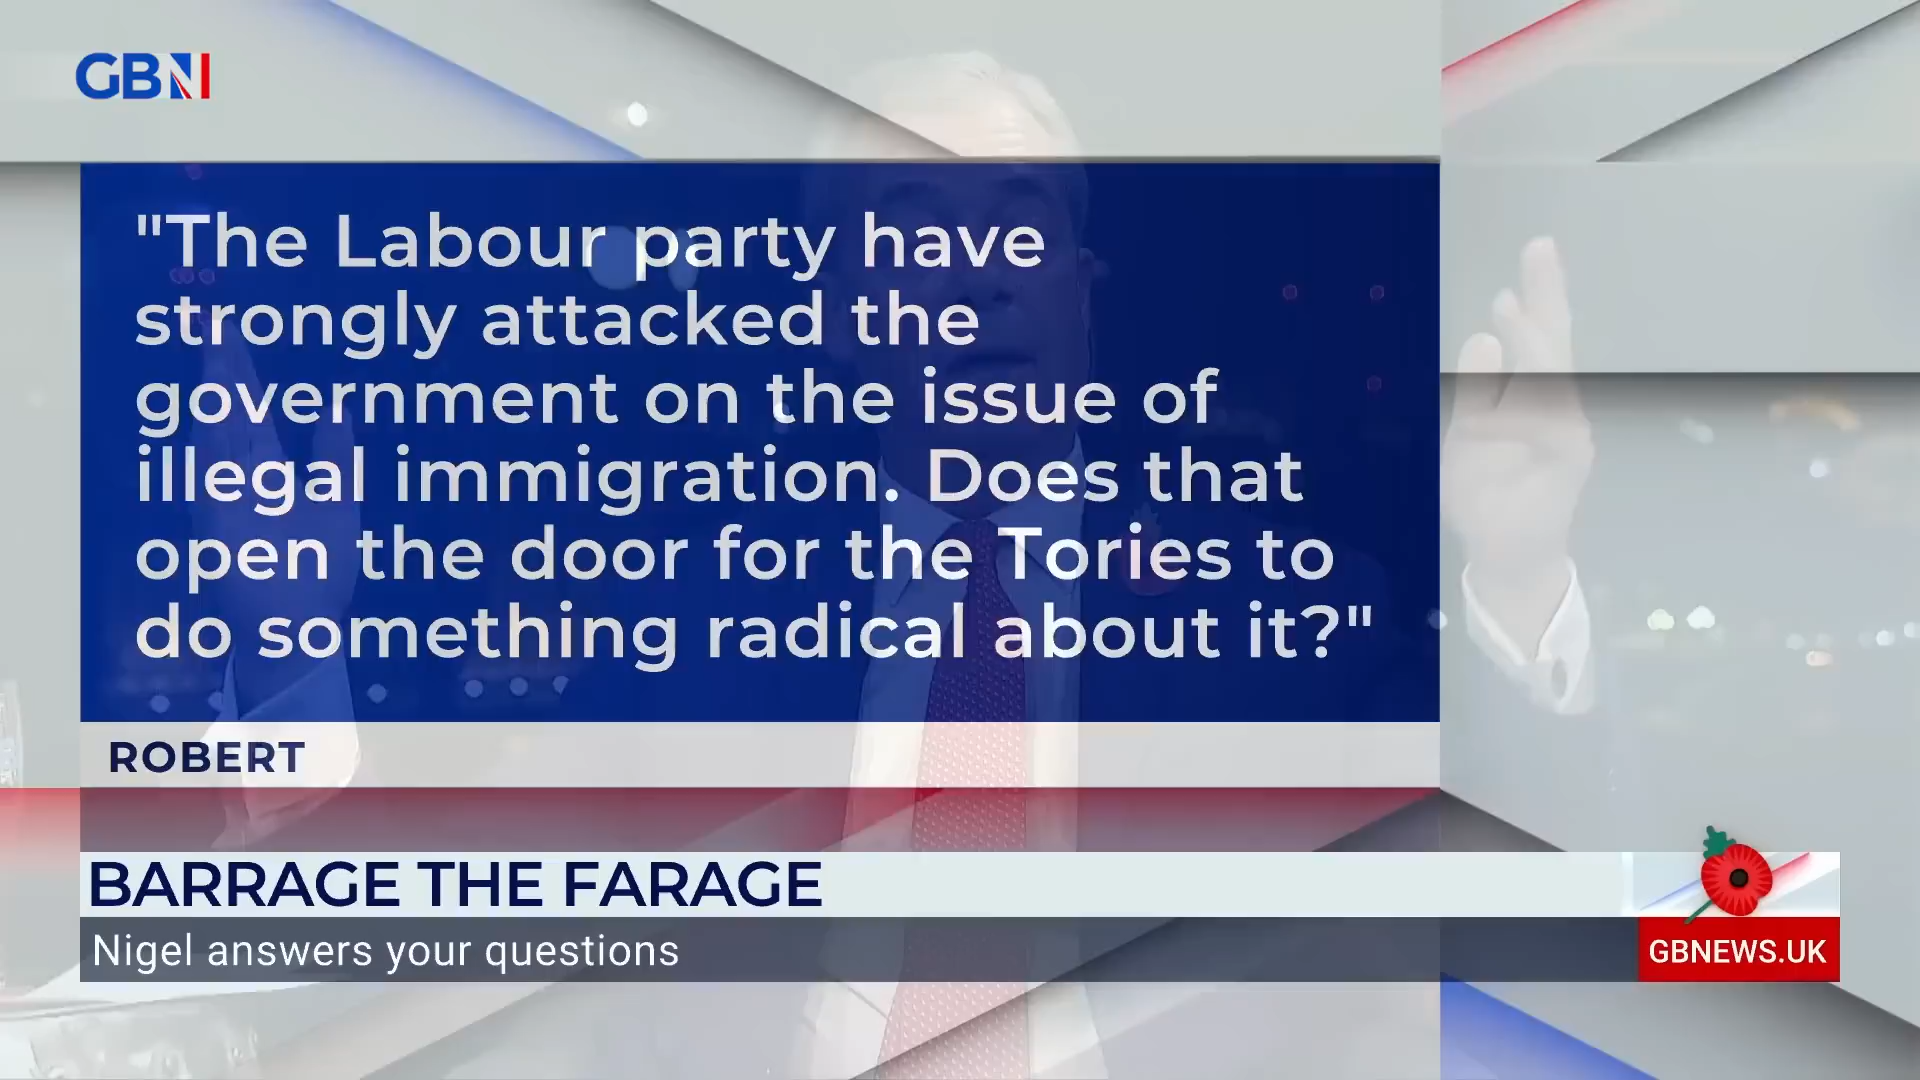 GBN
"The Labour party have
strongly attacked the
government on the issue of
illegal immigration. Does that
open the door for the Tories to
do something radical about it?"
ROBERT
BARRAGE THE FARAGE
Nigel answers your questions
GBNEWS.UK